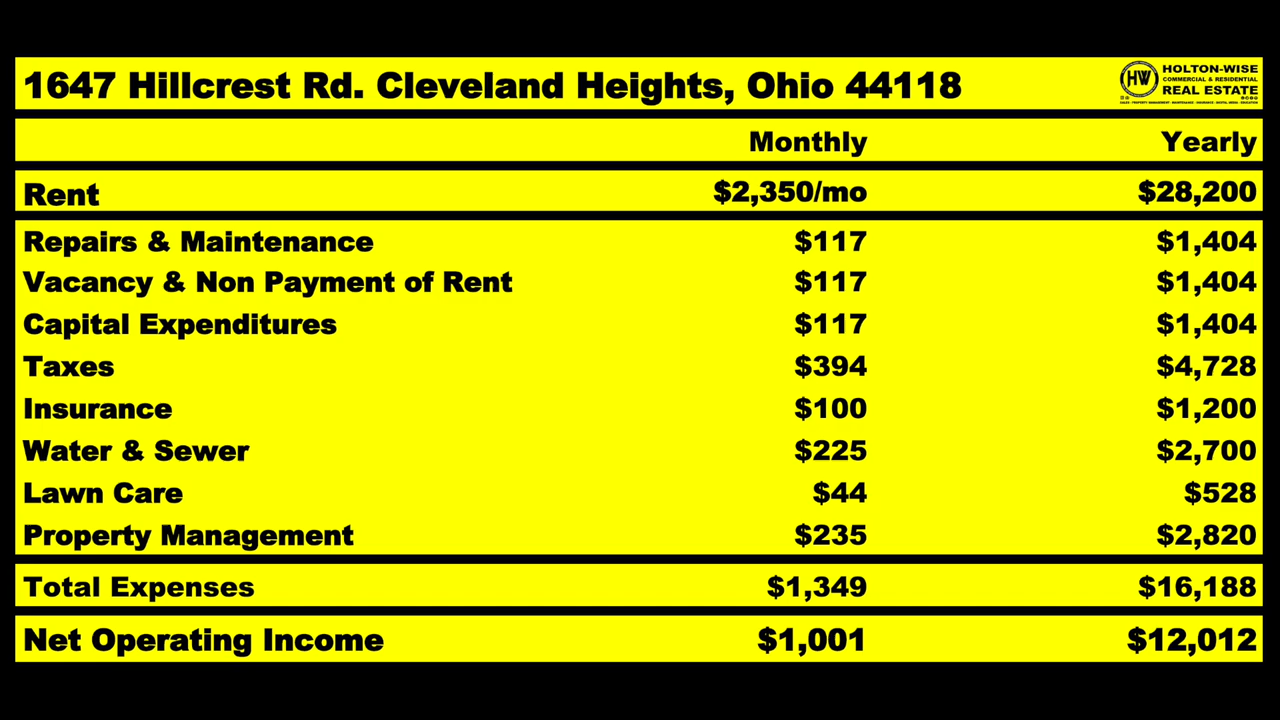 1647 Hillcrest Rd. Cleveland Heights, Ohio 44118
HW HOLTON-WISE
COMMERCIAL & RESIDENTIAL
REAL ESTATE
Monthly Yearly
Rent $2,350/mo $28,200
Repairs & Maintenance $117 $1,404
Vacancy & Non Payment of Rent $117 $1,404
Capital Expenditures $117 $1,404
Taxes $394 $4,728
Insurance $100 $1,200
Water & Sewer $225 $2,700
Lawn Care $44 $528
Property Management $235 $2,820
Total Expenses $1,349 $16,188
Net Operating Income $1,001 $12,012